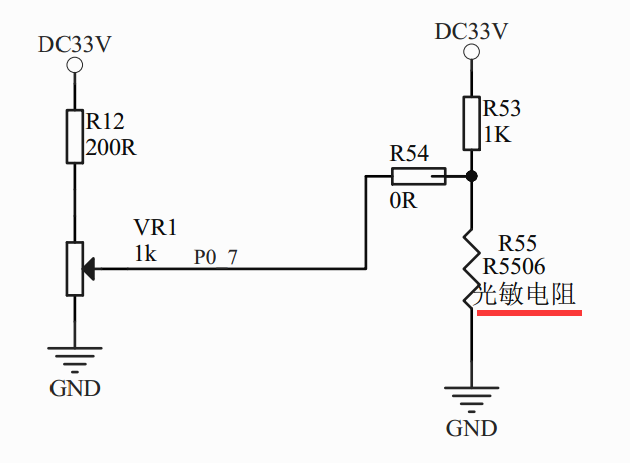 DC33V
R12
200R
VR1
1k
P0_7
GND
DC33V
R53
1K
R54
0R
R55
R5506
光敏电阻
GND